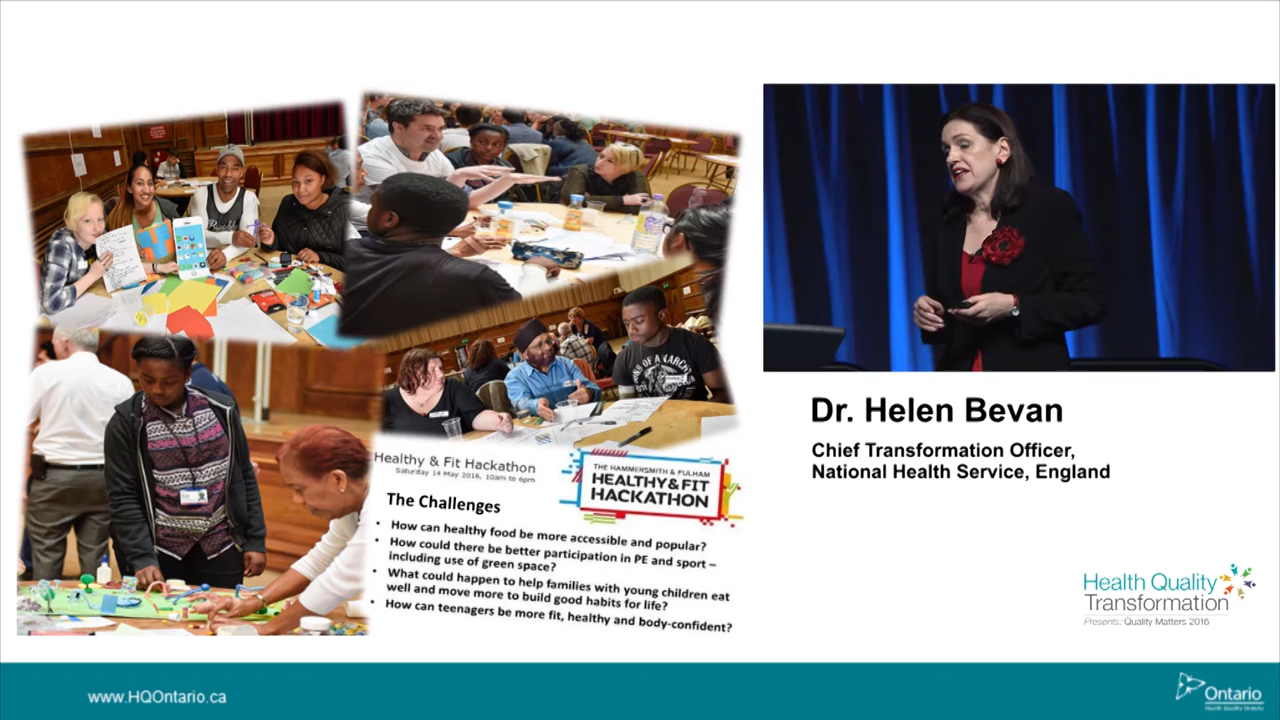 Healthy & Fit Hackathon
Saturday 14 May 2016, 10am to 6pm
THE HAMMERSMITH & FULHAM
HEALTHY&FIT
HACKATHON
The Challenges
• How can healthy food be more accessible and popular?
• How could there be better participation in PE and sport –
including use of green space?
• What could happen to help families with young children eat
well and move more to build good habits for life?
• How can teenagers be more fit, healthy and body-confident?
Dr. Helen Bevan
Chief Transformation Officer,
National Health Service, England
Health Quality
Transformation
Presents: Quality Matters 2016
www.HQOntario.ca
Ontario
Health Quality Ontario